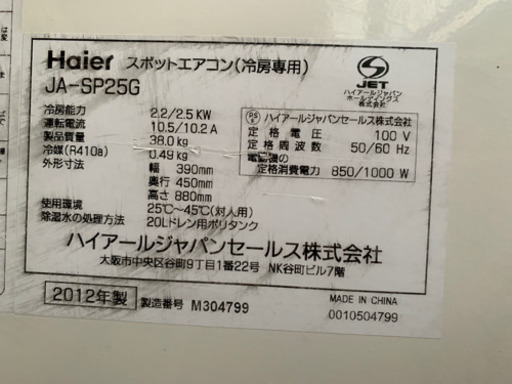 Haier スポットエアコン(冷房専用)
JA-SP25G
JET
ハイアールジャパン
ホールディングス
株式会社
冷房能力 2.2/2.5 KW
運転電流 10.5/10.2 A
製品質量 38.0 kg
冷媒(R410a) 0.49 kg
外形寸法 幅 390mm
奥行 450mm
高さ 880mm
使用環境 25℃～45℃(対人用)
除湿水の処理方法 20Lドレン用ポリタンク
PSE ハイアールジャパンセールス株式会社
定格電圧 100 V
定格周波数 50/60 Hz
電動機の
定格消費電力 850/1000 W
ハイアールジャパンセールス株式会社
大阪市中央区谷町9丁目1番22号 NK谷町ビル7階
2012年製 製造番号 M304799
MADE IN CHINA
0010504799